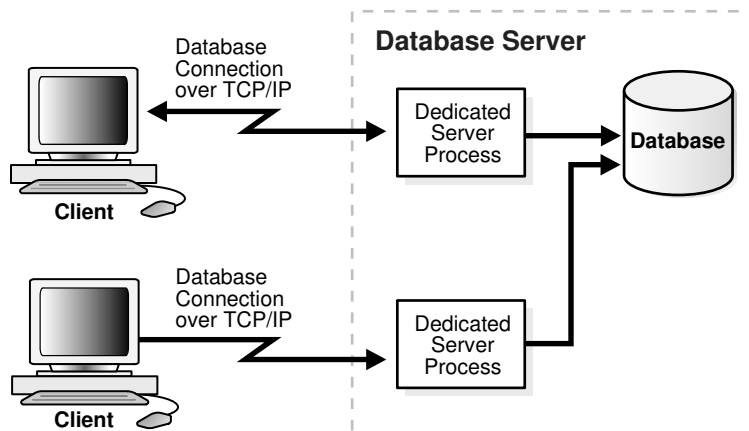 Database
Connection
over TCP/IP
Database Server
Dedicated
Server
Process
Database
Client
Database
Connection
over TCP/IP
Dedicated
Server
Process
Client